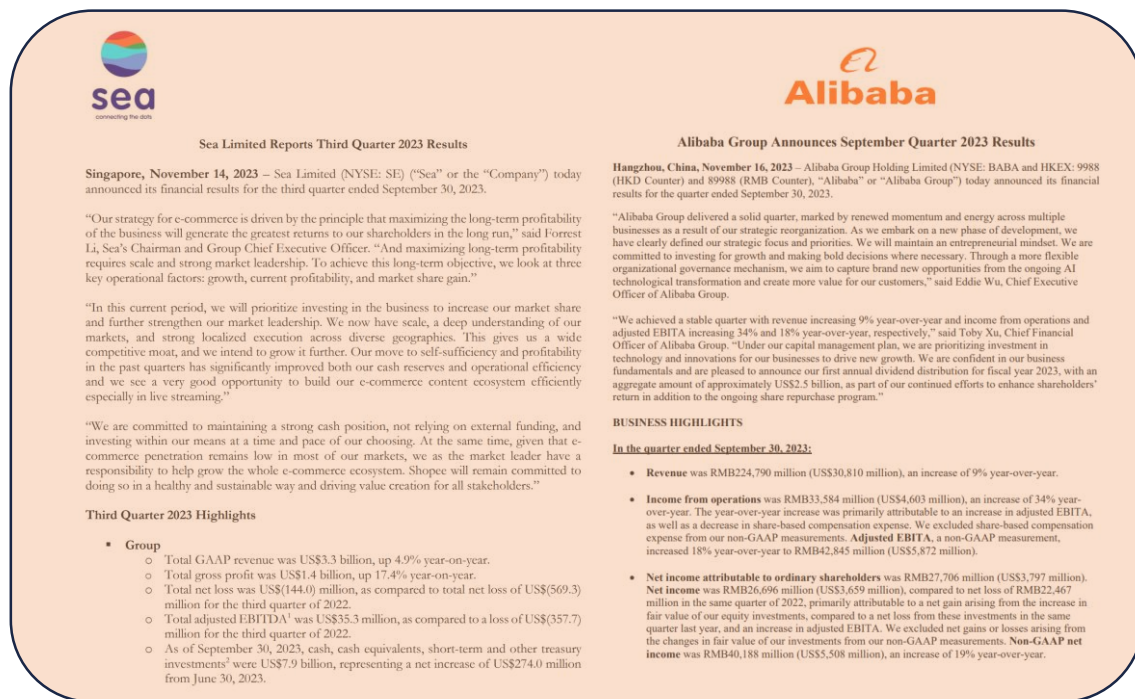 sea
connecting the dots
Sea Limited Reports Third Quarter 2023 Results
Singapore, November 14, 2023 – Sea Limited (NYSE: SE) (“Sea” or the “Company”) today
announced its financial results for the third quarter ended September 30, 2023.
“Our strategy for e-commerce is driven by the principle that maximizing the long-term profitability
of the business will generate the greatest returns to our shareholders in the long run,” said Forrest
Li, Sea’s Chairman and Group Chief Executive Officer. “And maximizing long-term profitability
requires scale and strong market leadership. To achieve this long-term objective, we look at three
key operational factors: growth, current profitability, and market share gain.”
“In this current period, we will prioritize investing in the business to increase our market share
and further strengthen our market leadership. We now have scale, a deep understanding of our
markets, and strong localized execution across diverse geographies. This gives us a wide
competitive moat, and we intend to grow it further. Our move to self-sufficiency and profitability
in the past quarters has significantly improved both our cash reserves and operational efficiency
and we see a very good opportunity to build our e-commerce content ecosystem efficiently
especially in live streaming.”
“We are committed to maintaining a strong cash position, not relying on external funding, and
investing within our means at a time and pace of our choosing. At the same time, given that e-
commerce penetration remains low in most of our markets, we as the market leader have a
responsibility to help grow the whole e-commerce ecosystem. Shopee will remain committed to
doing so in a healthy and sustainable way and driving value creation for all stakeholders.”
Third Quarter 2023 Highlights
▪ Group
o Total GAAP revenue was US$3.3 billion, up 4.9% year-on-year.
o Total gross profit was US$1.4 billion, up 17.4% year-on-year.
o Total net loss was US$(144.0) million, as compared to total net loss of US$(569.3)
million for the third quarter of 2022.
o Total adjusted EBITDA¹ was US$35.3 million, as compared to a loss of US$(357.7)
million for the third quarter of 2022.
o As of September 30, 2023, cash, cash equivalents, short-term and other treasury
investments² were US$7.9 billion, representing a net increase of US$274.0 million
from June 30, 2023.
Alibaba
Alibaba Group Announces September Quarter 2023 Results
Hangzhou, China, November 16, 2023 – Alibaba Group Holding Limited (NYSE: BABA and HKEX: 9988
(HKD Counter) and 89988 (RMB Counter), “Alibaba” or “Alibaba Group”) today announced its financial
results for the quarter ended September 30, 2023.
“Alibaba Group delivered a solid quarter, marked by renewed momentum and energy across multiple
businesses as a result of our strategic reorganization. As we embark on a new phase of development, we
have clearly defined our strategic focus and priorities. We will maintain an entrepreneurial mindset. We are
committed to investing for growth and making bold decisions where necessary. Through a more flexible
organizational governance mechanism, we aim to capture brand new opportunities from the ongoing AI
technological transformation and create more value for our customers,” said Eddie Wu, Chief Executive
Officer of Alibaba Group.
“We achieved a stable quarter with revenue increasing 9% year-over-year and income from operations and
adjusted EBITDA increasing 34% and 18% year-over-year, respectively,” said Toby Xu, Chief Financial
Officer of Alibaba Group. “Under our capital management plan, we are prioritizing investment in
technology and innovations for our businesses to drive new growth. We are confident in our business
fundamentals and are pleased to announce our first annual dividend distribution for fiscal year 2023, with an
aggregate amount of approximately US$2.5 billion, as part of our continued efforts to enhance shareholders’
return in addition to the ongoing share repurchase program.”
BUSINESS HIGHLIGHTS
In the quarter ended September 30, 2023:
• Revenue was RMB224,790 million (US$30,810 million), an increase of 9% year-over-year.
• Income from operations was RMB33,584 million (US$4,603 million), an increase of 34% year-
over-year. The year-over-year increase was primarily attributable to an increase in adjusted EBITDA,
as well as a decrease in share-based compensation expense. We excluded share-based compensation
expense from our non-GAAP measurements. Adjusted EBITA, a non-GAAP measurement,
increased 18% year-over-year to RMB42,845 million (US$5,872 million).
• Net income attributable to ordinary shareholders was RMB27,706 million (US$3,797 million).
Net income was RMB26,696 million (US$3,659 million), compared to net loss of RMB22,467
million in the same quarter of 2022, primarily attributable to a net gain arising from the increase in
fair value of our equity investments, compared to a net loss from these investments in the same
quarter last year, and an increase in adjusted EBITA. We excluded net gains or losses arising from
the changes in fair value of our investments from our non-GAAP measurements. Non-GAAP net
income was RMB40,188 million (US$5,508 million), an increase of 19% year-over-year.